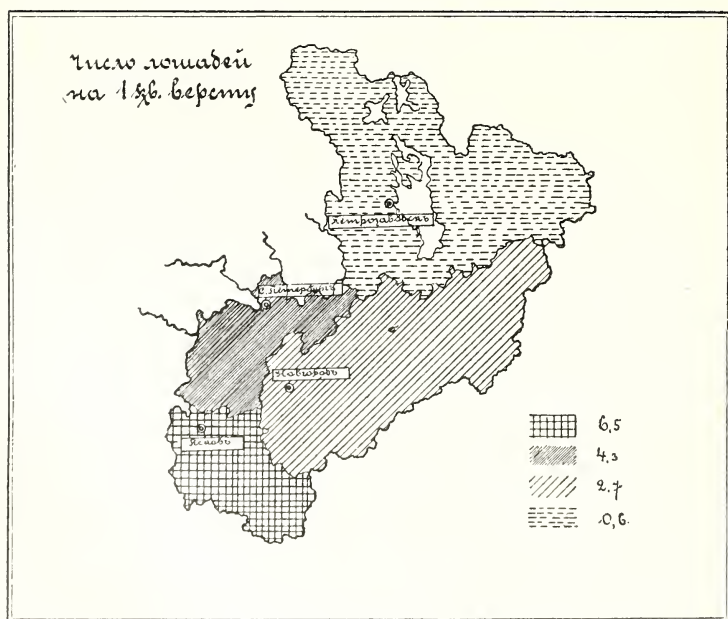 Число лошадей
на 1 кв. версту
Петрозаводскъ
С. Петербургъ
Новгородъ
Псковъ
6,5
4,3
2,7
0,6